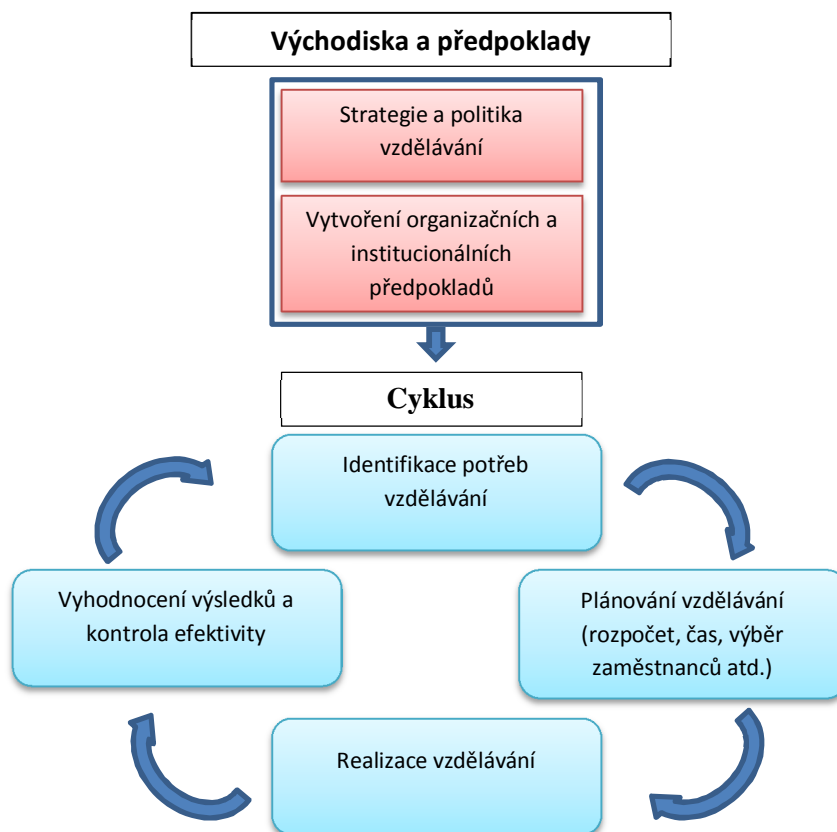 Východiska a předpoklady
Strategie a politika
vzdělávání
Vytvoření organizačních a
institucionálních
předpokladů
Cyklus
Identifikace potřeb
vzdělávání
Plánování vzdělávání
(rozpočet, čas, výběr
zaměstnanců atd.)
Realizace vzdělávání
Vyhodnocení výsledků a
kontrola efektivity